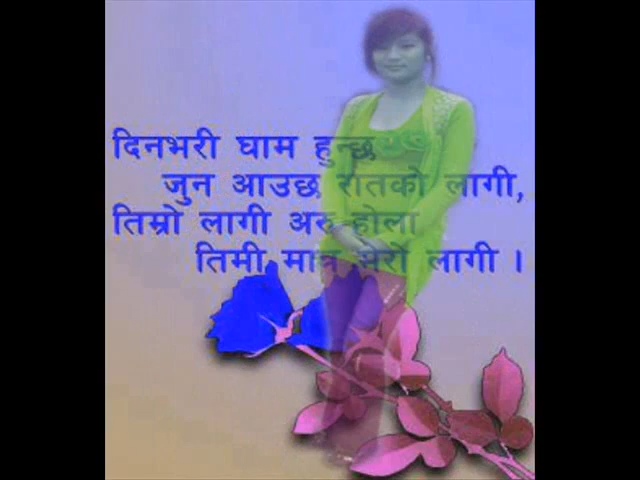 दिनभरी घाम हुन्छ
जुन आउछ रातको लागी,
तिम्रो लागी अरु होला
तिमी मात्र मेरो लागी ।